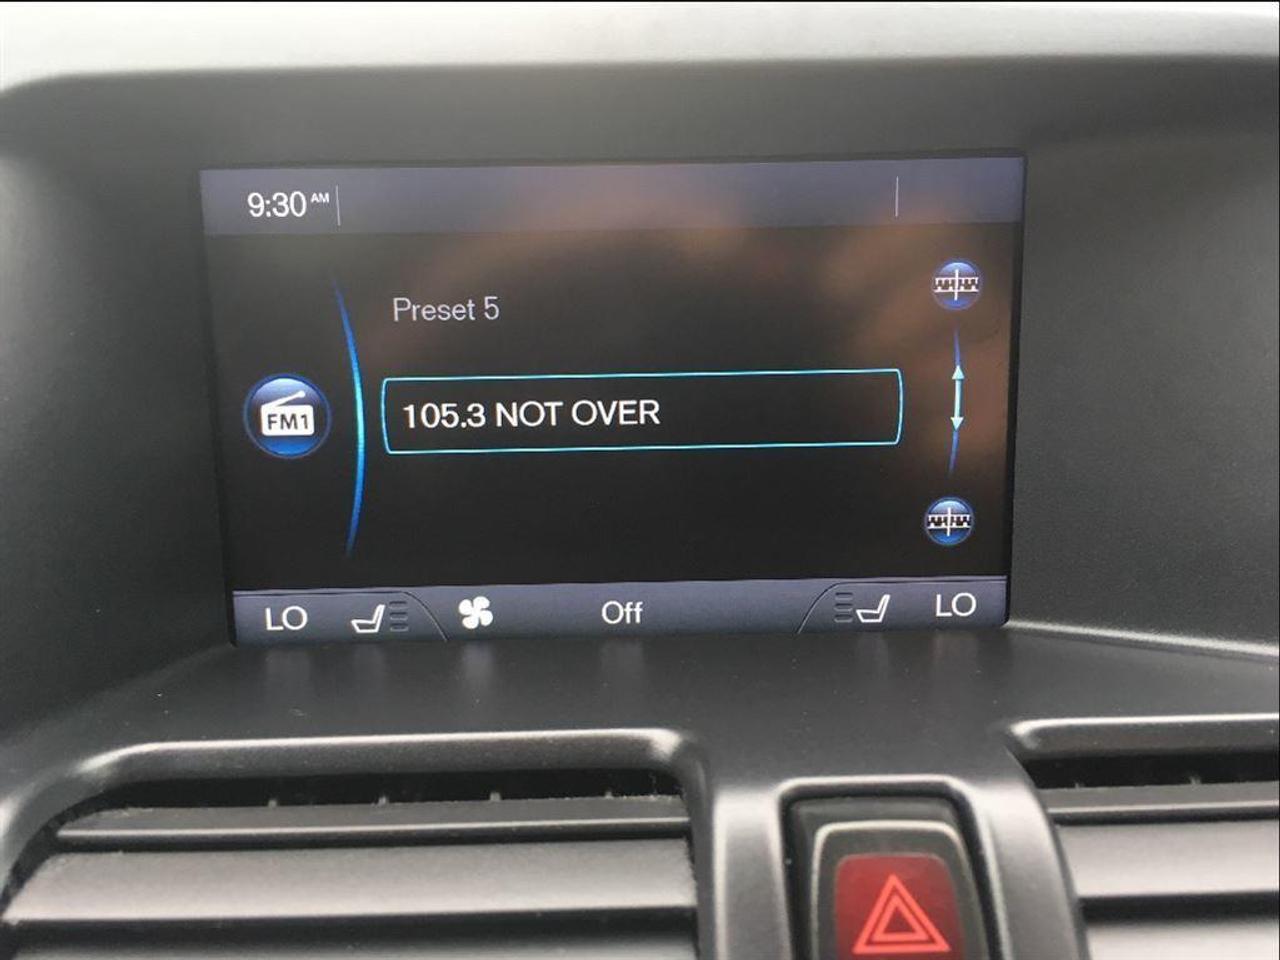 9:30 AM
Preset 5
FM1
105.3 NOT OVER
LO
Off
LO